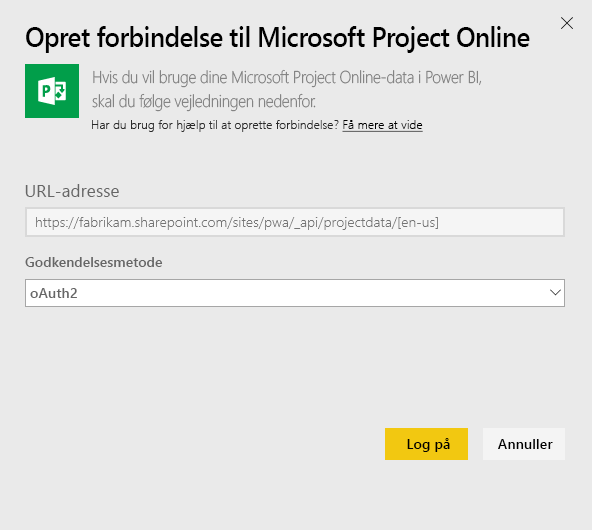 Opret forbindelse til Microsoft Project Online
Hvis du vil bruge dine Microsoft Project Online-data i Power BI,
skal du følge vejledningen nedenfor.
Har du brug for hjælp til at oprette forbindelse? Få mere at vide
URL-adresse
https://fabrikam.sharepoint.com/sites/pwa/_api/projectdata/[en-us]
Godkendelsesmetode
oAuth2
Log på
Annuller